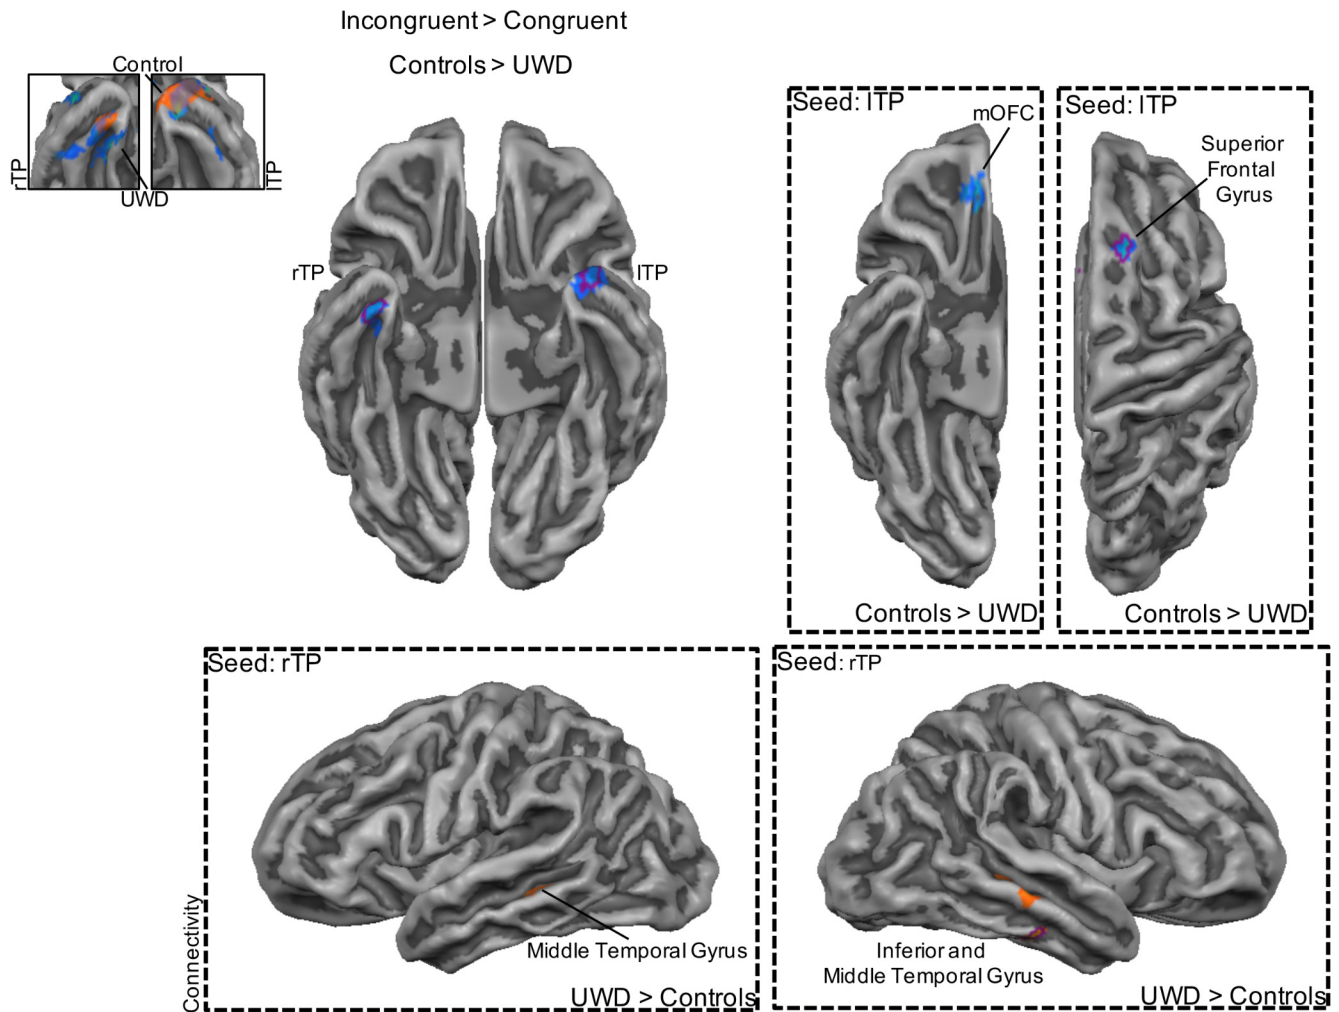 Incongruent > Congruent
Controls > UWD
Control
rTP
lTP
UWD
rTP
lTP
Seed: lTP
mOFC
Controls > UWD
Seed: lTP
Superior
Frontal
Gyrus
Controls > UWD
Connectivity
Seed: rTP
Middle Temporal Gyrus
UWD > Controls
Seed: rTP
Inferior and
Middle Temporal Gyrus
UWD > Controls